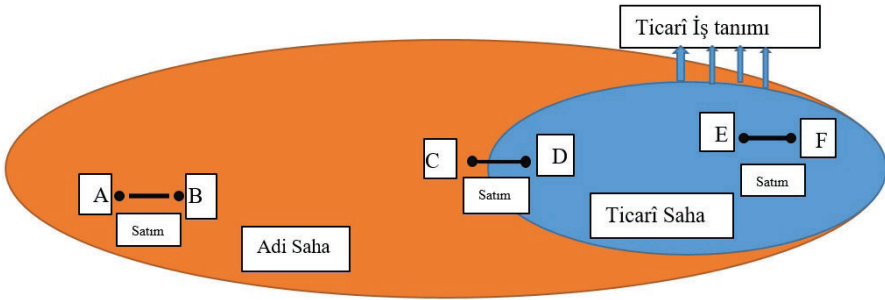 Ticarî İş tanımı
E
F
C
D
Satım
A
B
Satım
Satım
Ticarî Saha
Adi Saha